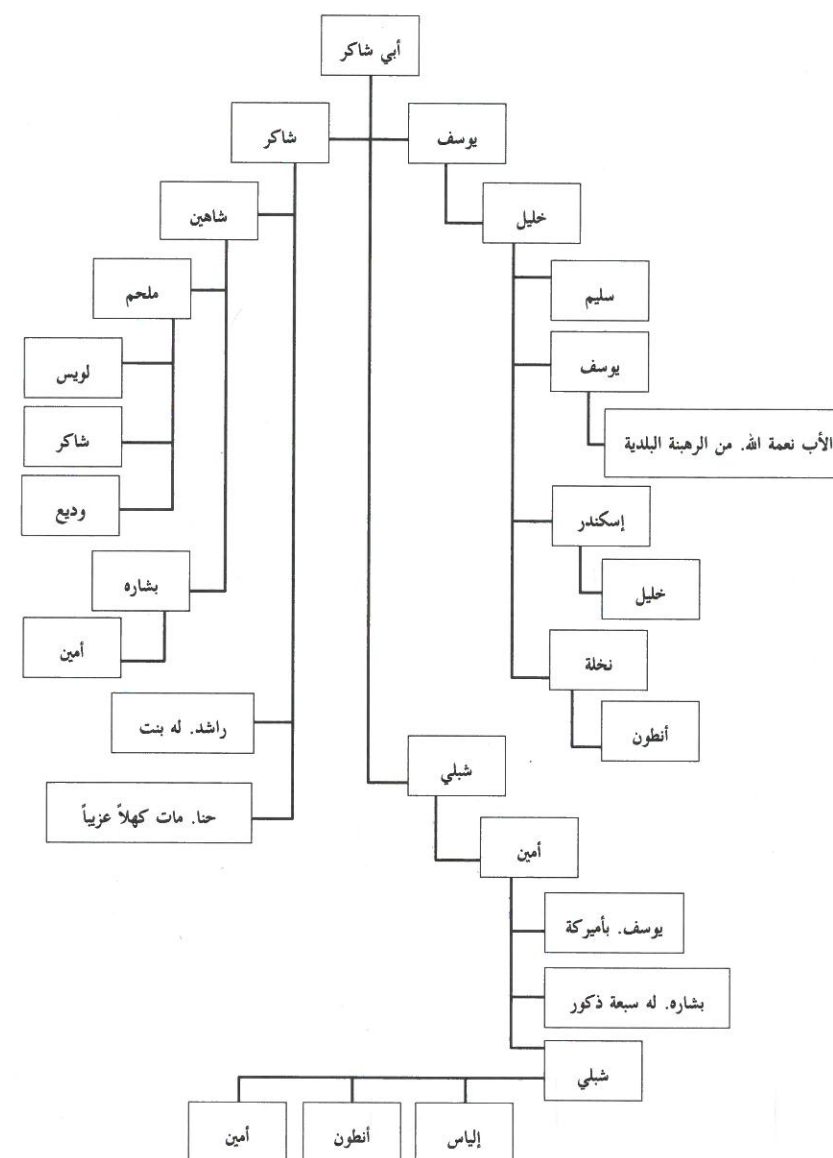 أبي شاكر
يوسف
شاكر
خليل
شاهين
سليم
ملحم
يوسف
لويس
الأب نعمة الله. من الرهبنة البلدية
شاكر
إسكندر
وديع
خليل
بشاره
نخلة
أمين
أنطون
راشد. له بنت
شبلي
حنا. مات كهلاً عزيباً
أمين
يوسف. بأميركة
بشاره. له سبعة ذكور
شبلي
إلياس
أنطون
أمين